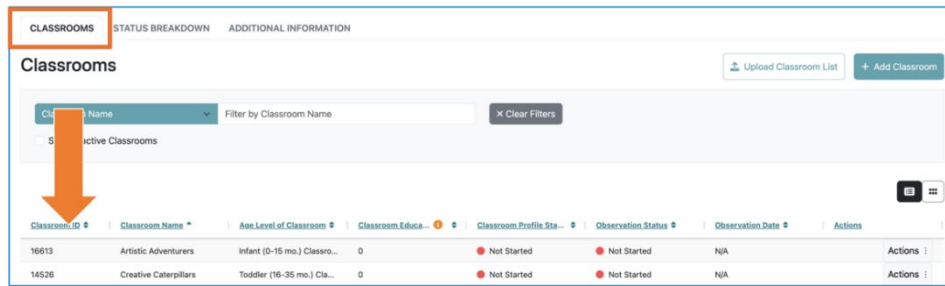 CLASSROOMS STATUS BREAKDOWN ADDITIONAL INFORMATION
Classrooms
Upload Classroom List + Add Classroom
Name Filter by Classroom Name X Clear Filters
Classrooms
Classroom ID Classroom Name Age Level of Classroom Classroom Educa... Classroom Profile Sta... Observation Status Observation Date Actions
16613 Artistic Adventurers Infant (0-15 mo.) Classro... 0 Not Started Not Started N/A Actions
14526 Creative Caterpillars Toddler (16-35 mo.) Cla... 0 Not Started Not Started N/A Actions